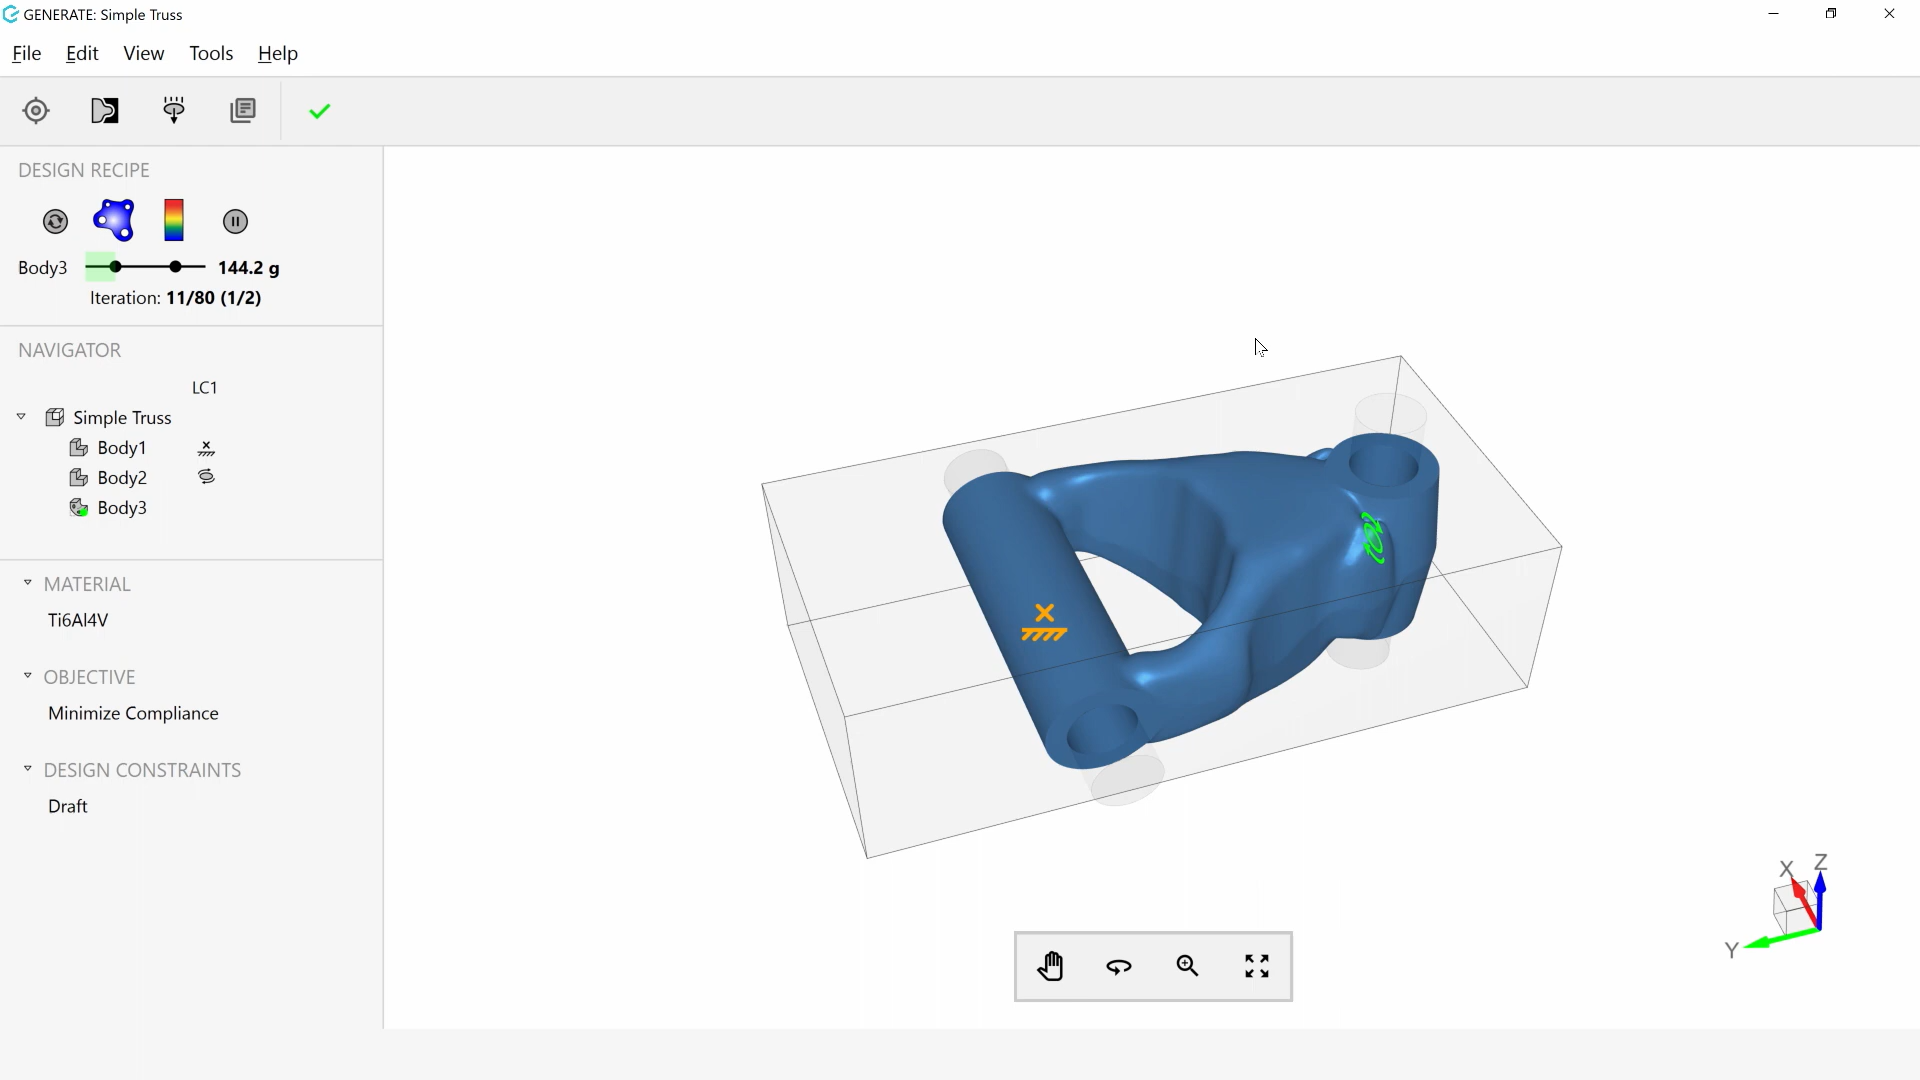 GENERATE: Simple Truss
File Edit View Tools Help
DESIGN RECIPE
Body3 144.2 g
Iteration: 11/80 (1/2)
NAVIGATOR
LC1
Simple Truss
Body1
Body2
Body3
MATERIAL
Ti6Al4V
OBJECTIVE
Minimize Compliance
DESIGN CONSTRAINTS
Draft
X Z
Y